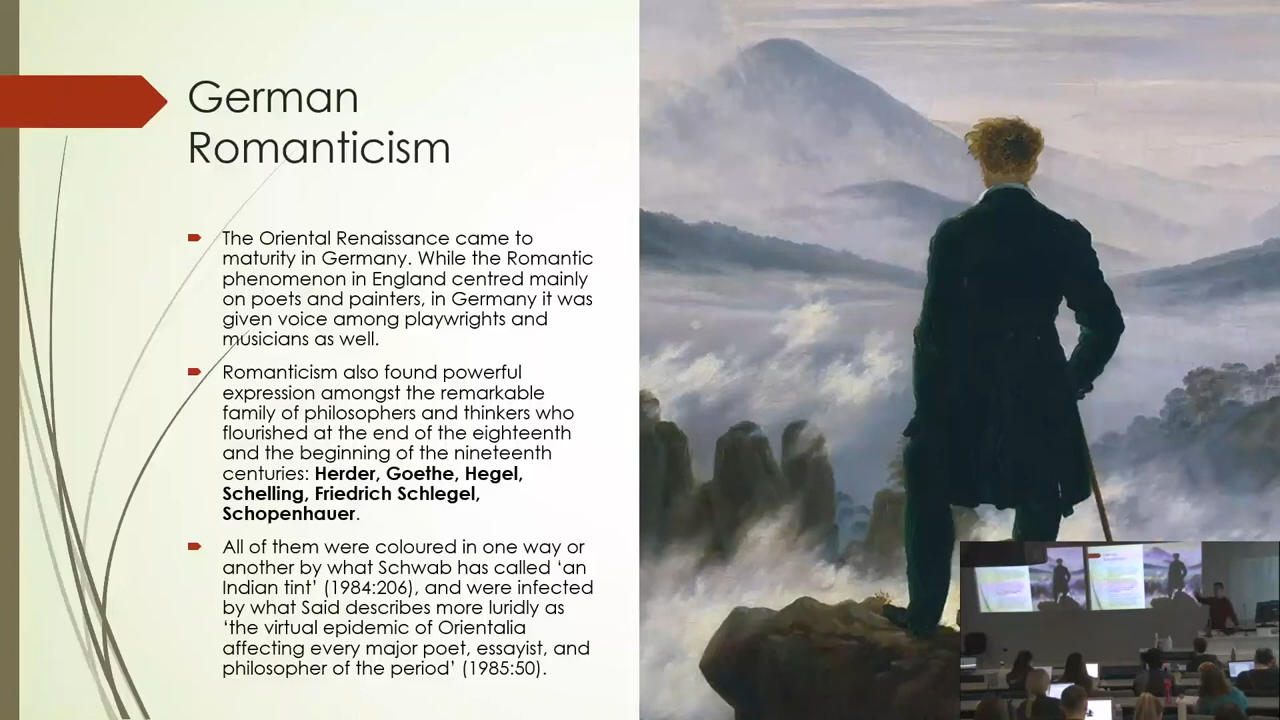 German
Romanticism
The Oriental Renaissance came to
maturity in Germany. While the Romantic
phenomenon in England centred mainly
on poets and painters, in Germany it was
given voice among playwrights and
musicians as well.
Romanticism also found powerful
expression amongst the remarkable
family of philosophers and thinkers who
flourished at the end of the eighteenth
and the beginning of the nineteenth
centuries: Herder, Goethe, Hegel,
Schelling, Friedrich Schlegel,
Schopenhauer.
All of them were coloured in one way or
another by what Schwab has called ‘an
Indian tint’ (1984:206), and were infected
by what Said describes more luridly as
‘the virtual epidemic of Orientalia
affecting every major poet, essayist, and
philosopher of the period’ (1985:50).